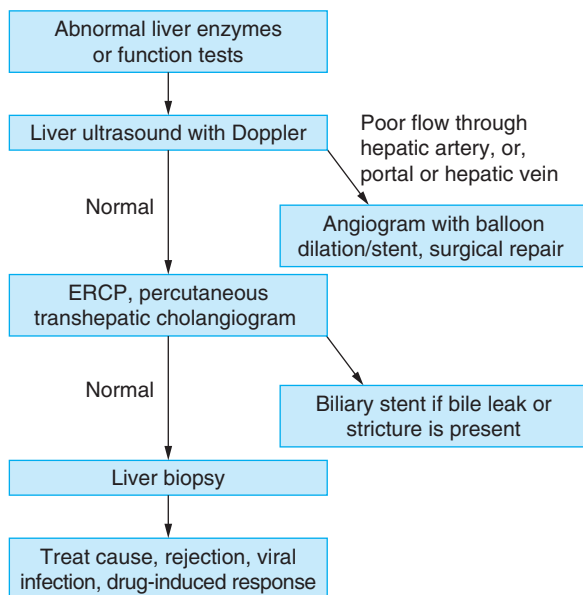 Abnormal liver enzymes
or function tests
Liver ultrasound with Doppler
Poor flow through
hepatic artery, or,
portal or hepatic vein
Normal
Angiogram with balloon
dilation/stent, surgical repair
ERCP, percutaneous
transhepatic cholangiogram
Normal
Biliary stent if bile leak or
stricture is present
Liver biopsy
Treat cause, rejection, viral
infection, drug-induced response